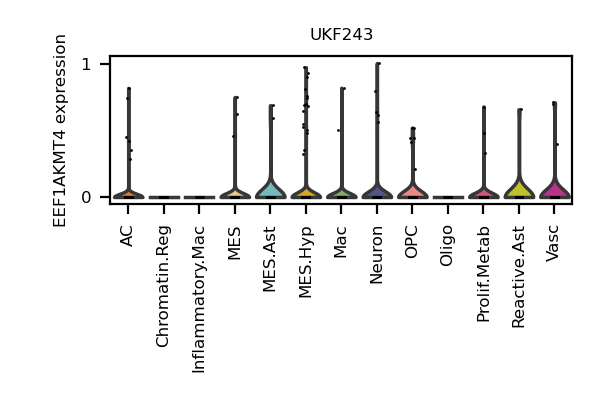 UKF243
EEF1AKMT4 expression
1
0
AC
Chromatin.Reg
Inflammatory.Mac
MES
MES.Ast
MES.Hyp
Mac
Neuron
OPC
Oligo
Prolif.Metab
Reactive.Ast
Vasc